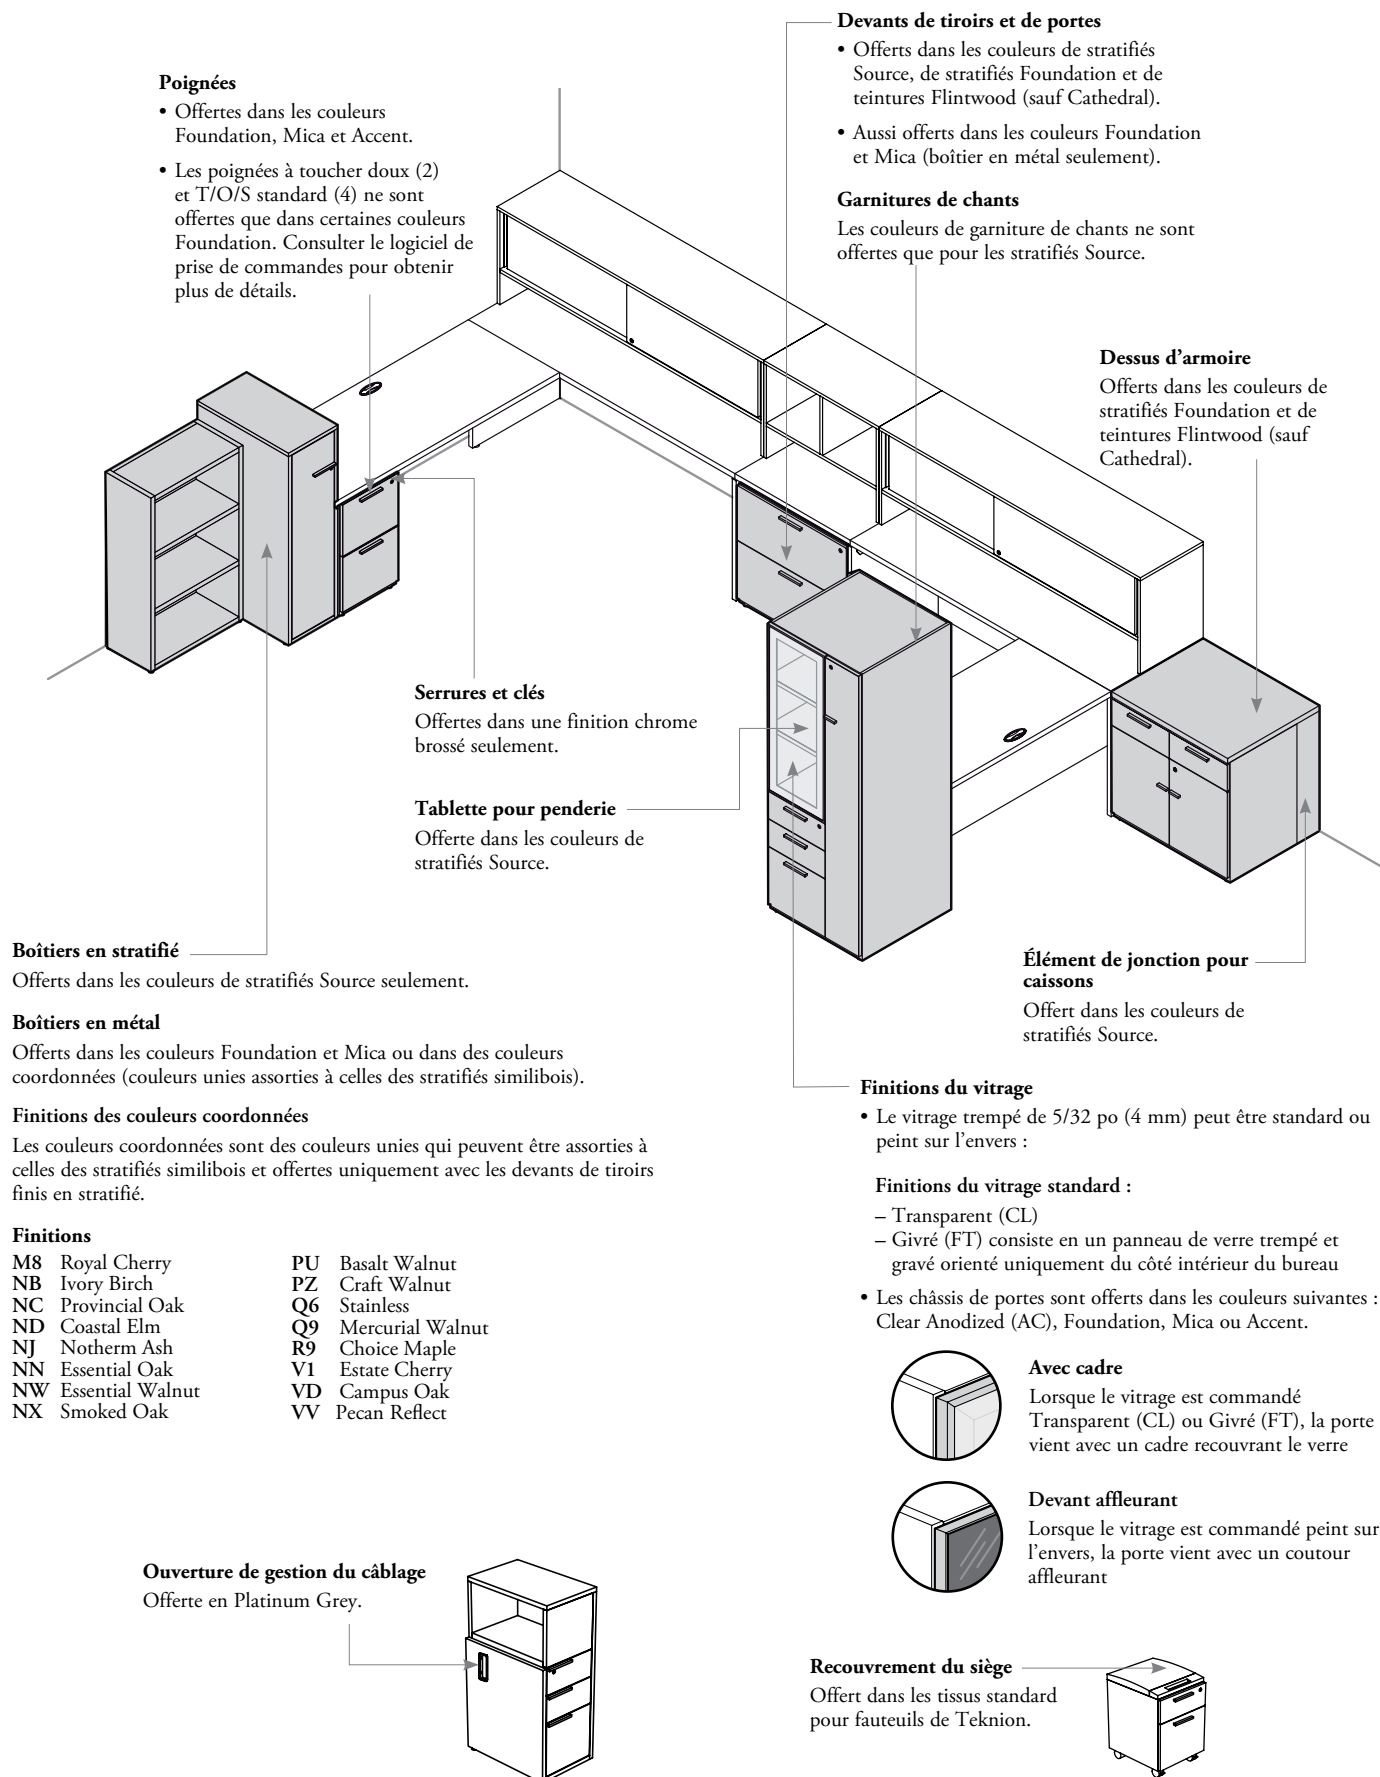 Devants de tiroirs et de portes
• Offerts dans les couleurs de stratifiés
Source, de stratifiés Foundation et de
teintures Flintwood (sauf Cathedral).
• Aussi offerts dans les couleurs Foundation
et Mica (boîtier en métal seulement).
Poignées
• Offertes dans les couleurs
Foundation, Mica et Accent.
• Les poignées à toucher doux (2)
et T/O/S standard (4) ne sont
offertes que dans certaines couleurs
Foundation. Consulter le logiciel de
prise de commandes pour obtenir
plus de détails.
Garnitures de chants
Les couleurs de garniture de chants ne sont
offertes que pour les stratifiés Source.
Dessus d’armoire
Offerts dans les couleurs de
stratifiés Foundation et de
teintures Flintwood (sauf
Cathedral).
Serrures et clés
Offertes dans une finition chrome
brossé seulement.
Tablette pour penderie
Offerte dans les couleurs de
stratifiés Source.
Boîtiers en stratifié
Offerts dans les couleurs de stratifiés Source seulement.
Boîtiers en métal
Offerts dans les couleurs Foundation et Mica ou dans des couleurs
coordonnées (couleurs unies assorties à celles des stratifiés similibois).
Finitions des couleurs coordonnées
Les couleurs coordonnées sont des couleurs unies qui peuvent être assorties à
celles des stratifiés similibois et offertes uniquement avec les devants de tiroirs
finis en stratifié.
Finitions
M8 Royal Cherry
NB Ivory Birch
NC Provincial Oak
ND Coastal Elm
NJ Notherm Ash
NN Essential Oak
NW Essential Walnut
NX Smoked Oak
PU Basalt Walnut
PZ Craft Walnut
Q6 Stainless
Q9 Mercurial Walnut
R9 Choice Maple
V1 Estate Cherry
VD Campus Oak
VV Pecan Reflect
Élément de jonction pour
caissons
Offert dans les couleurs de
stratifiés Source.
Finitions du vitrage
• Le vitrage trempé de 5/32 po (4 mm) peut être standard ou
peint sur l’envers :
Finitions du vitrage standard :
– Transparent (CL)
– Givré (FT) consiste en un panneau de verre trempé et
gravé orienté uniquement du côté intérieur du bureau
• Les châssis de portes sont offerts dans les couleurs suivantes :
Clear Anodized (AC), Foundation, Mica ou Accent.
Avec cadre
Lorsque le vitrage est commandé
Transparent (CL) ou Givré (FT), la porte
vient avec un cadre recouvrant le verre
Devant affleurant
Lorsque le vitrage est commandé peint sur
l’envers, la porte vient avec un coutour
affleurant
Ouverture de gestion du câblage
Offerte en Platinum Grey.
Recouvrement du siège
Offert dans les tissus standard
pour fauteuils de Teknion.